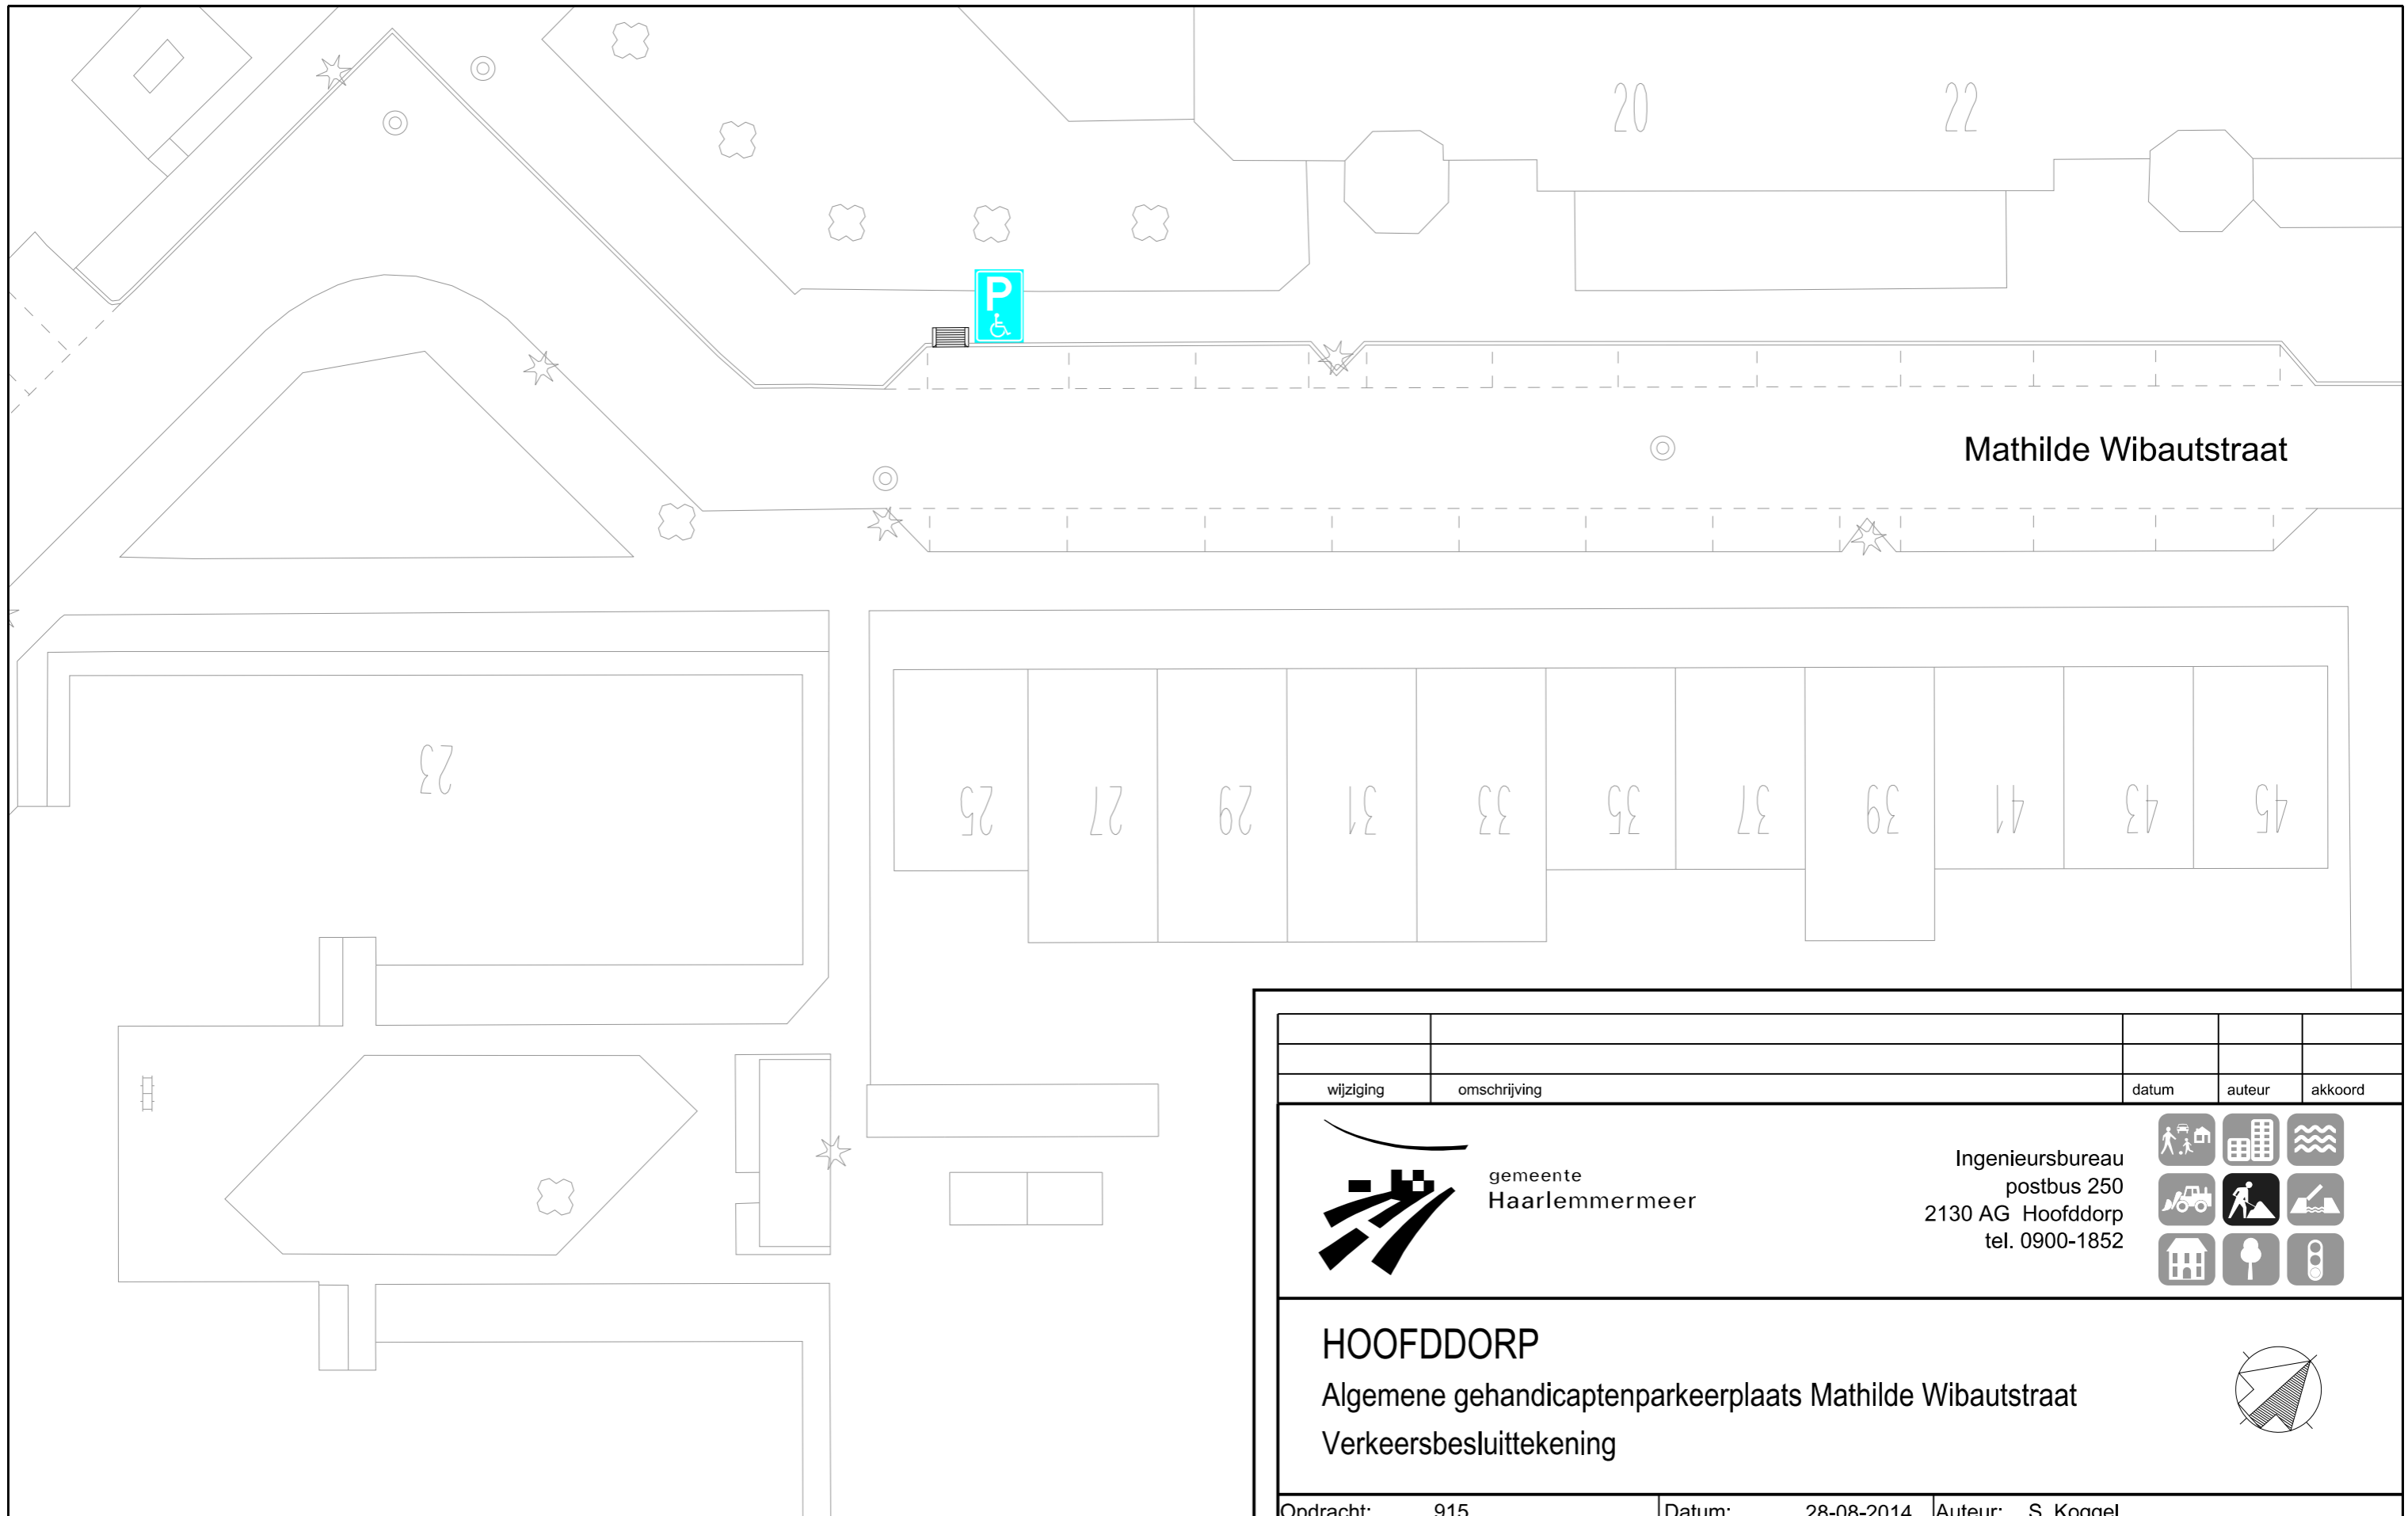 20
22
P
Mathilde Wibautstraat
23
25
27
29
31
33
35
37
39
41
43
45
wijziging omschrijving datum auteur akkoord
gemeente
Haarlemmermeer
Ingenieursbureau
postbus 250
2130 AG Hoofddorp
tel. 0900-1852
HOOFDDORP
Algemene gehandicaptenparkeerplaats Mathilde Wibautstraat
Verkeersbesluittekening
Opdracht: 915 Datum: 28-08-2014 Auteur: S. Koggel